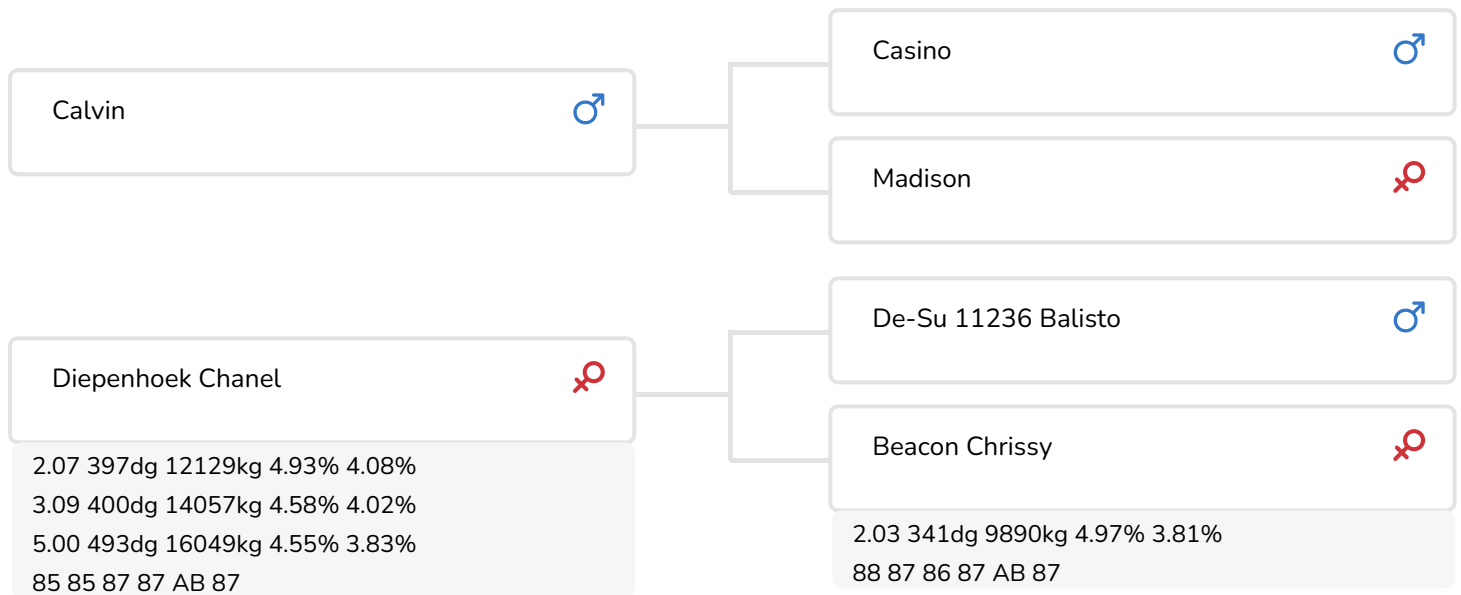 Casino
Calvin
Madison
De-Su 11236 Balisto
Diepenhoek Chanel
2.07 397dg 12129kg 4.93% 4.08%
3.09 400dg 14057kg 4.58% 4.02%
5.00 493dg 16049kg 4.55% 3.83%
85 85 87 87 AB 87
Beacon Chrissy
2.03 341dg 9890kg 4.97% 3.81%
88 87 86 87 AB 87